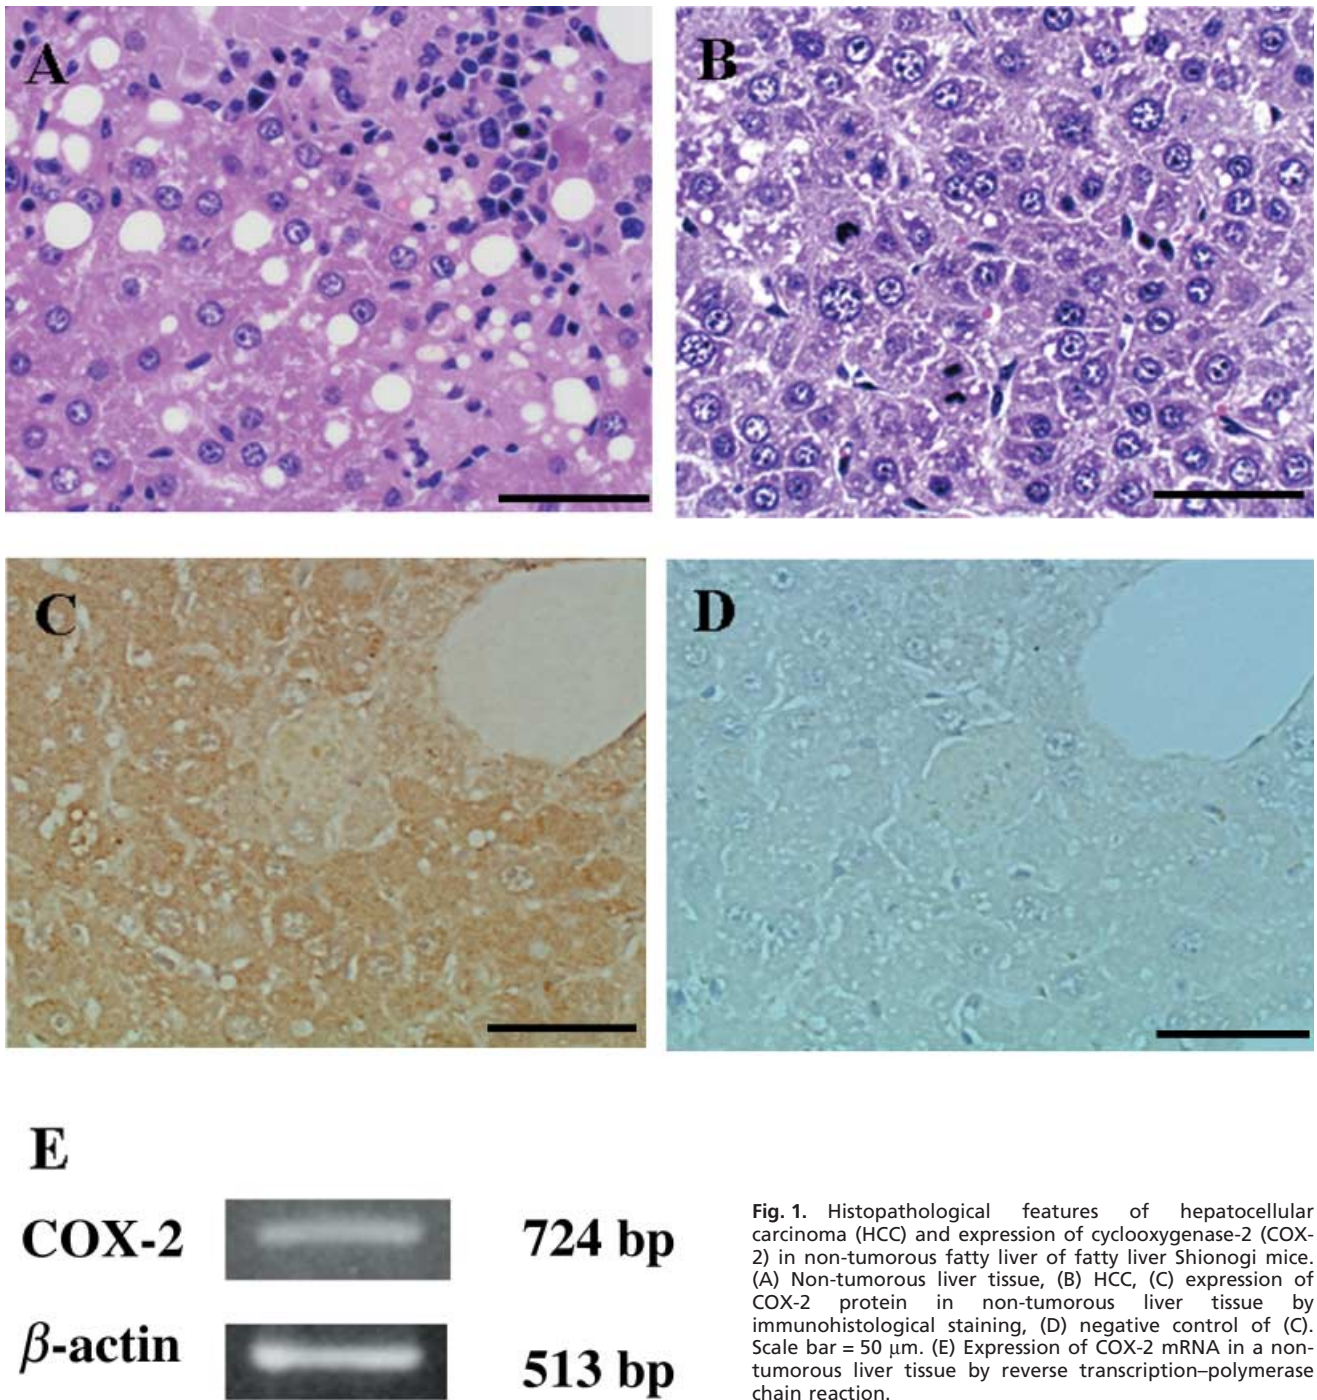 A
B
C
D
E
COX-2
724 bp
β-actin
513 bp
Fig. 1. Histopathological features of hepatocellular
carcinoma (HCC) and expression of cyclooxygenase-2 (COX-
2) in non-tumorous fatty liver of fatty liver Shionogi mice.
(A) Non-tumorous liver tissue, (B) HCC, (C) expression of
COX-2 protein in non-tumorous liver tissue by
immunohistological staining, (D) negative control of (C).
Scale bar = 50 μm. (E) Expression of COX-2 mRNA in a non-
tumorous liver tissue by reverse transcription–polymerase
chain reaction.